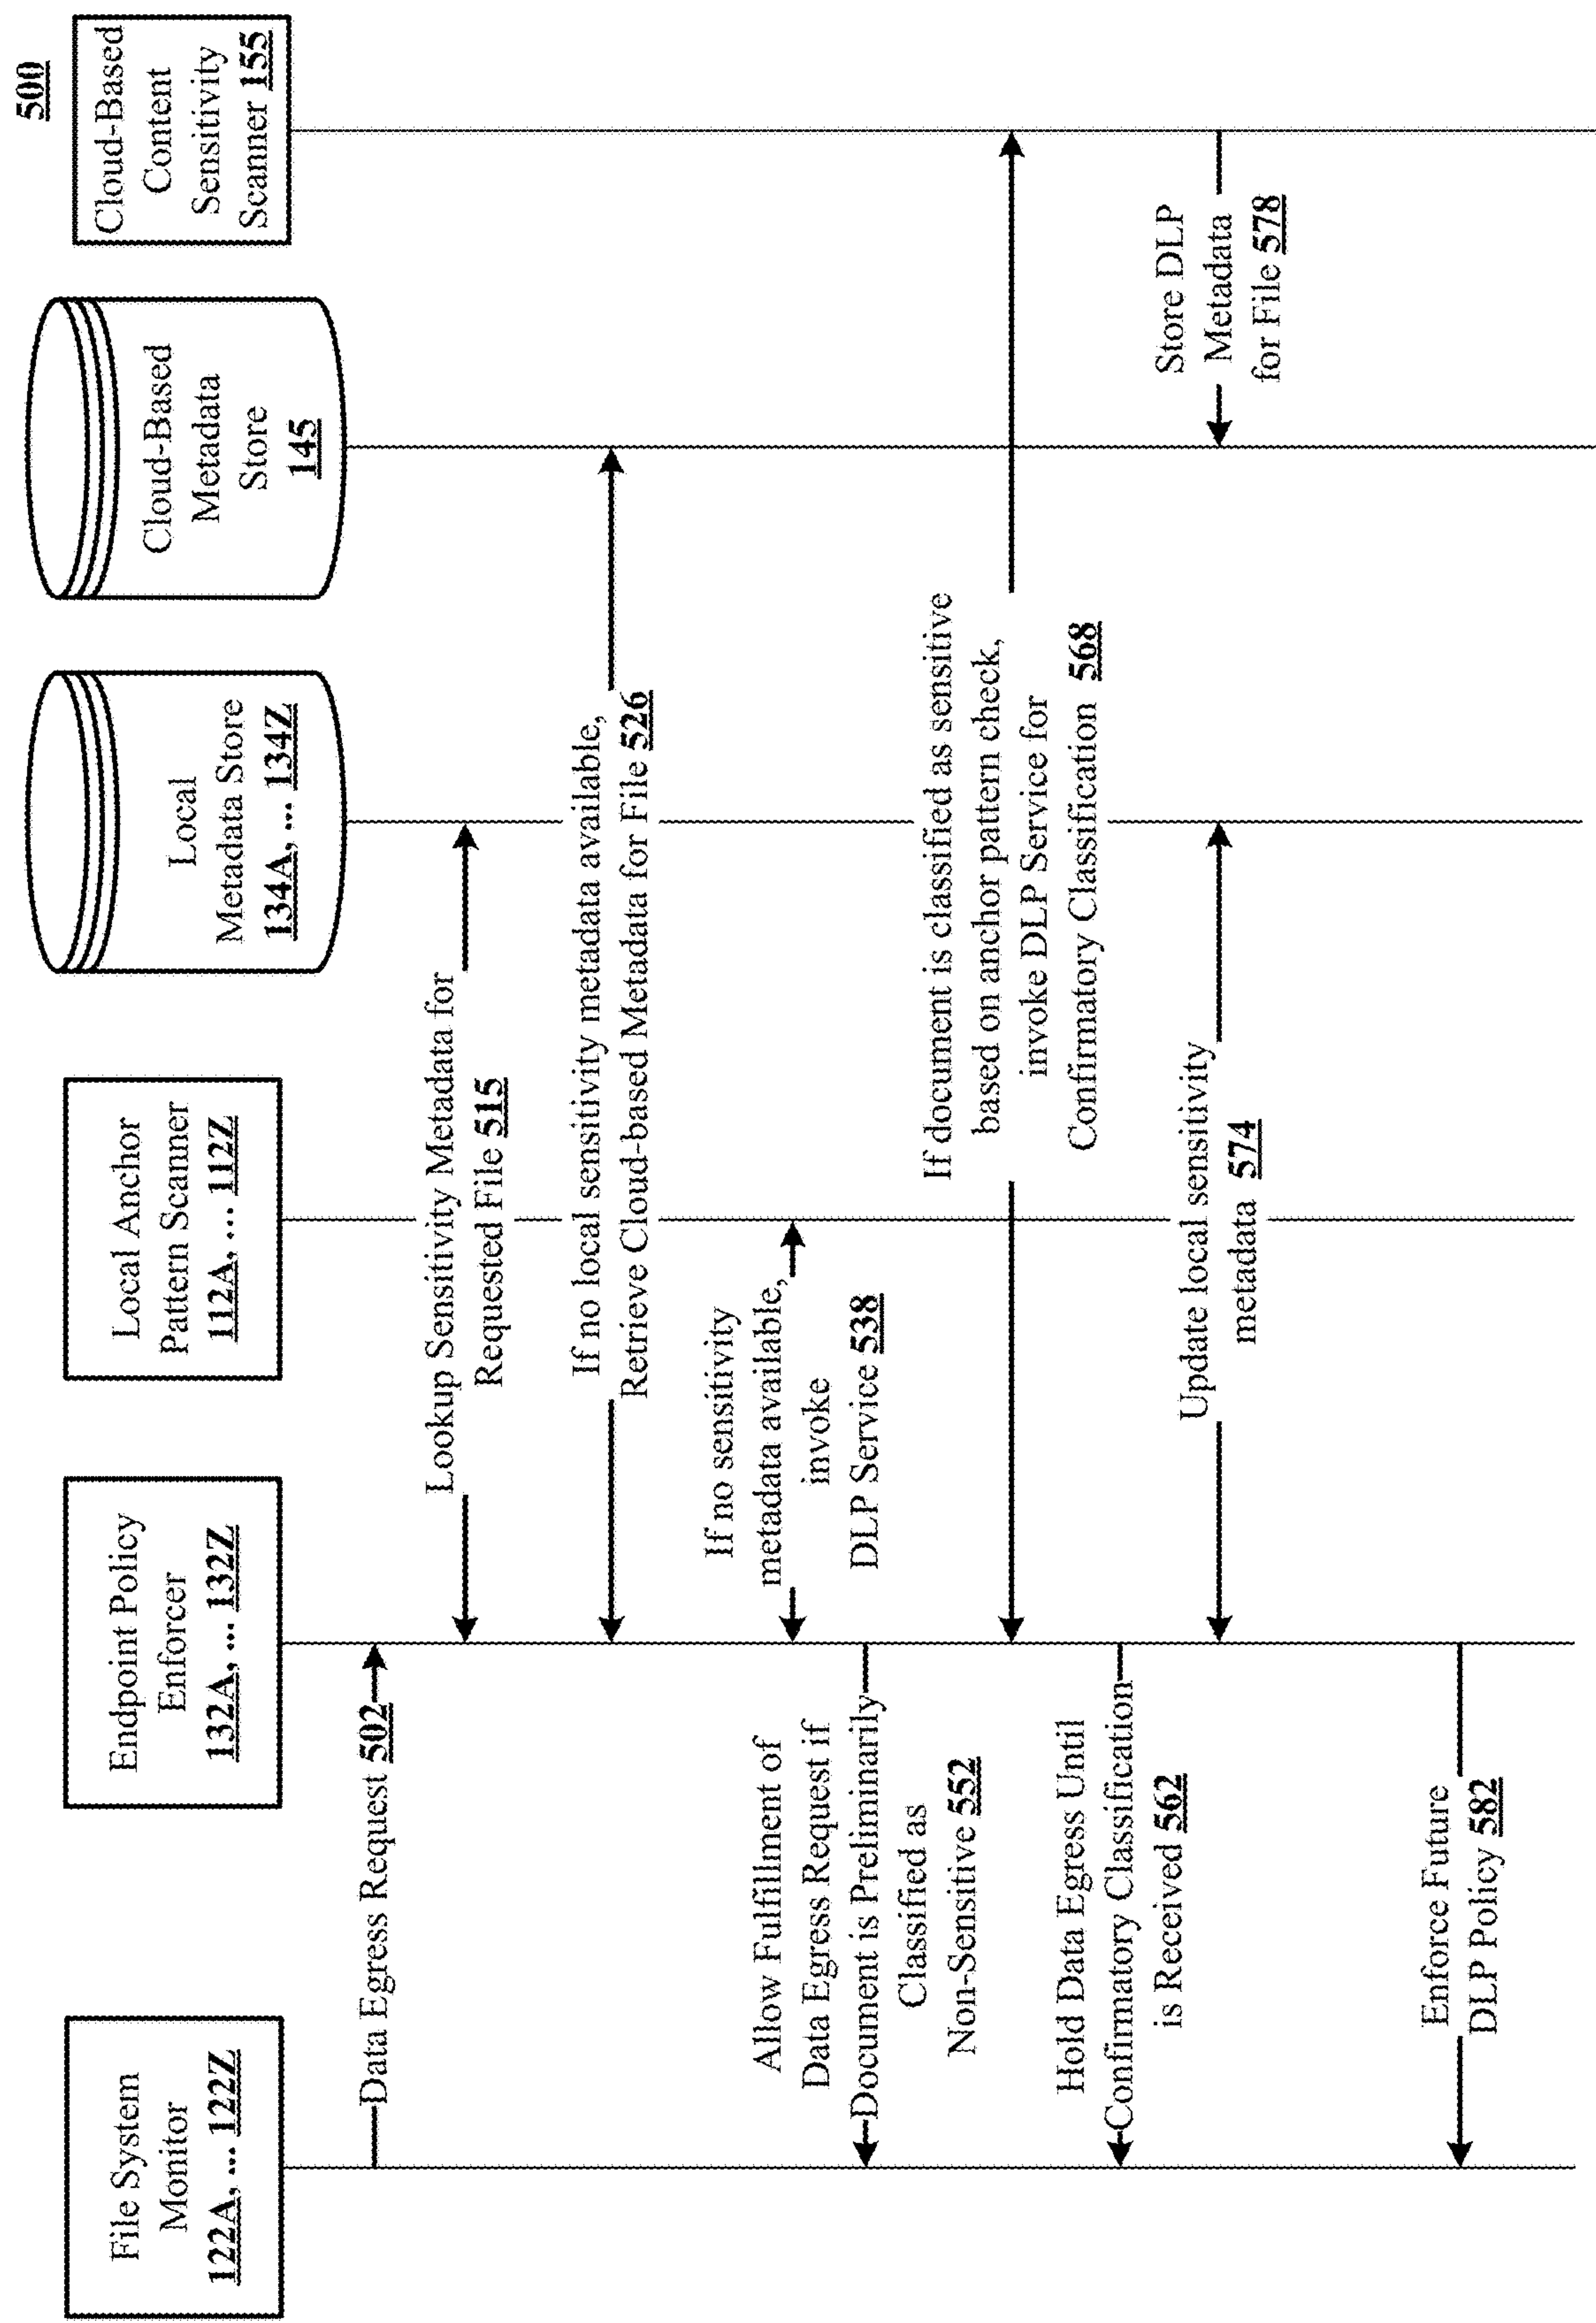 500
File System
Monitor
122A, ... 122Z
Endpoint Policy
Enforcer
132A, ... 132Z
Local Anchor
Pattern Scanner
112A, ... 112Z
Local
Metadata Store
134A, ... 134Z
Cloud-Based
Metadata
Store
145
Cloud-Based
Content
Sensitivity
Scanner 155
Data Egress Request 502
Lookup Sensitivity Metadata for
Requested File 515
If no local sensitivity metadata available,
Retrieve Cloud-based Metadata for File 526
If no sensitivity
metadata available,
invoke
DLP Service 538
Allow Fulfillment of
Data Egress Request if
Document is Preliminarily
Classified as
Non-Sensitive 552
If document is classified as sensitive
based on anchor pattern check,
invoke DLP Service for
Confirmatory Classification 568
Hold Data Egress Until
Confirmatory Classification
is Received 562
Update local sensitivity
metadata 574
Store DLP
Metadata
for File 578
Enforce Future
DLP Policy 582